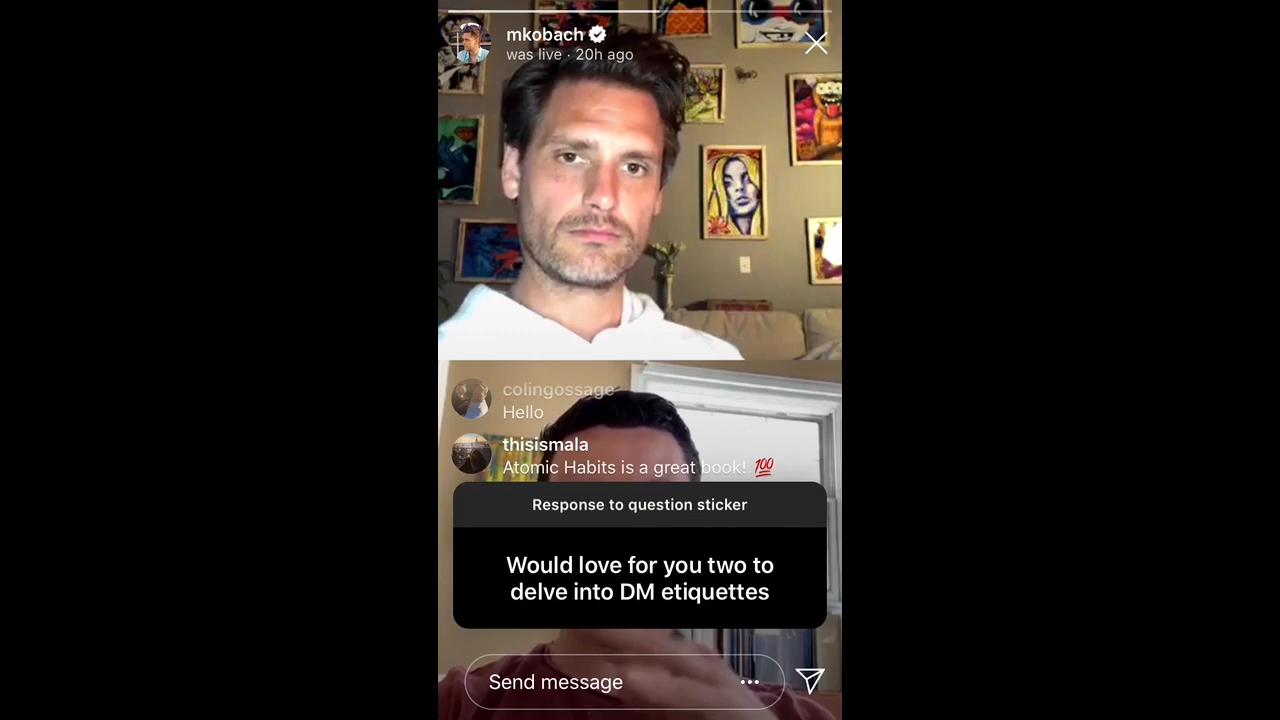 mkobach
was live · 20h ago
colingossage
Hello
thisismala
Atomic Habits is a great book! 💯
Response to question sticker
Would love for you two to
delve into DM etiquettes
Send message